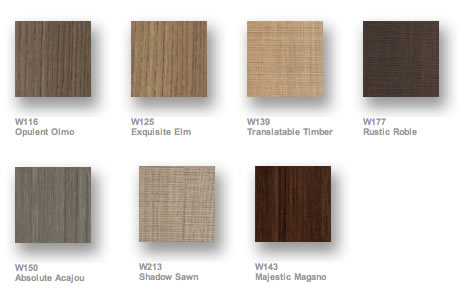 W116
Opulent Olmo
W125
Exquisite Elm
W139
Translatable Timber
W177
Rustic Roble
W150
Absolute Acajou
W213
Shadow Sawn
W143
Majestic Magano